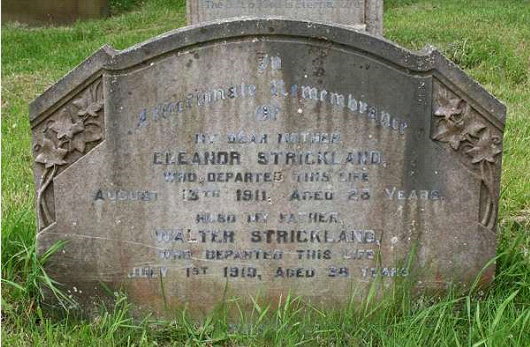 In
Affectionate Remembrance
Of
My dear mother,
Eleanor Strickland,
who departed this life
August 13th 1911, aged 28 years.
Also my father,
Walter Strickland,
who departed this life
July 1st 1919, aged 38 years